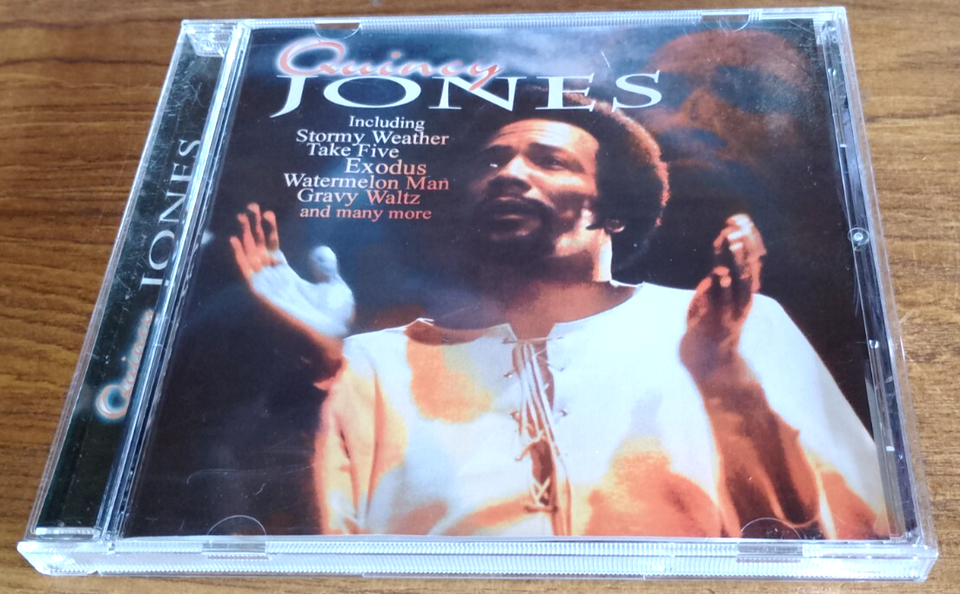 Quincy
JONES
Including
Stormy Weather
Take Five
Exodus
Watermelon Man
Gravy Waltz
and many more
Quincy JONES